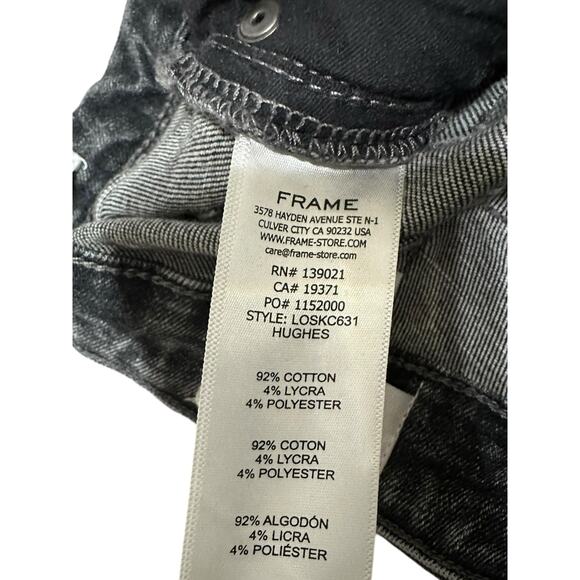 FRAME
3578 HAYDEN AVENUE STE N-1
CULVER CITY CA 90232 USA
WWW.FRAME-STORE.COM
care@frame-store.com
RN# 139021
CA# 19371
PO# 1152000
STYLE: LOSKC631
HUGHES
92% COTTON
4% LYCRA
4% POLYESTER
92% COTON
4% LYCRA
4% POLYESTER
92% ALGODÓN
4% LICRA
4% POLIÉSTER